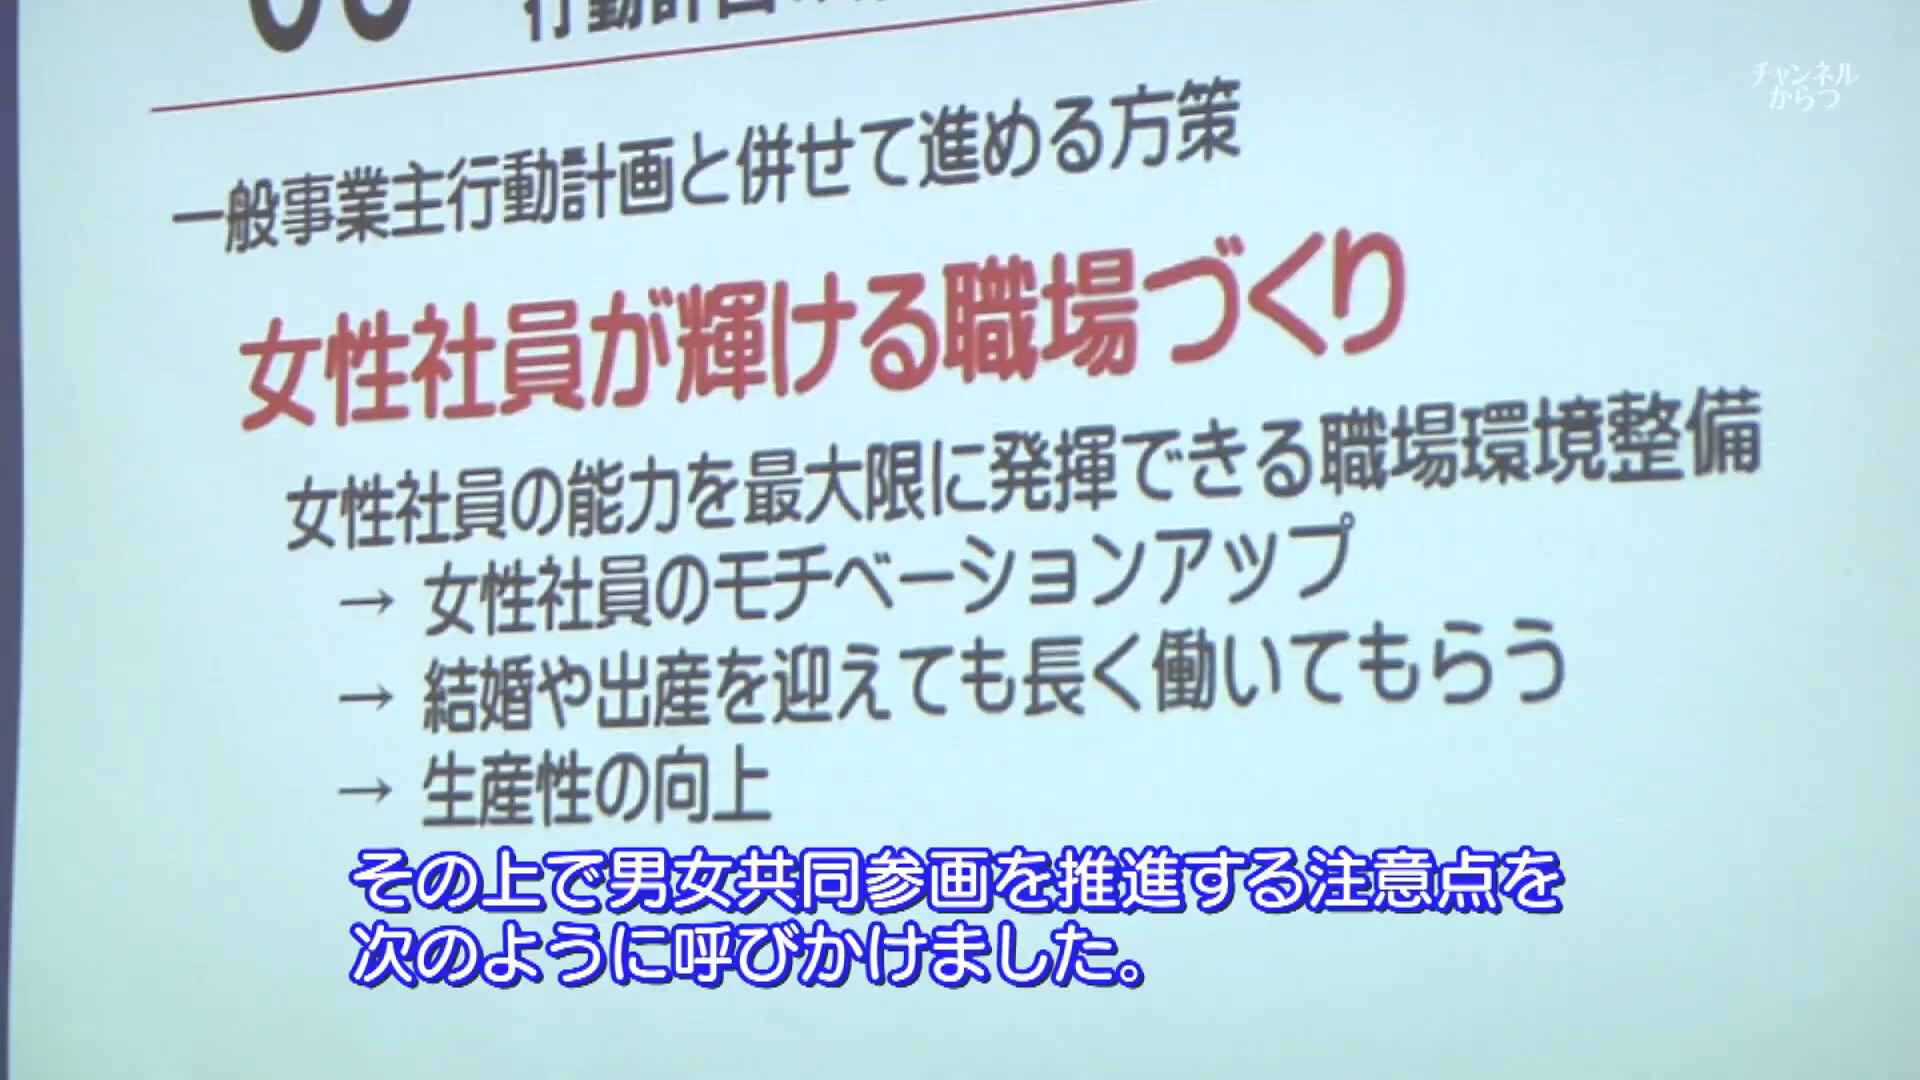 行動計画
チャンネル
からつ
一般事業主行動計画と併せて進める方策
女性社員が輝ける職場づくり
女性社員の能力を最大限に発揮できる職場環境整備
→ 女性社員のモチベーションアップ
→ 結婚や出産を迎えても長く働いてもらう
→ 生産性の向上
その上で男女共同参画を推進する注意点を
次のように呼びかけました。